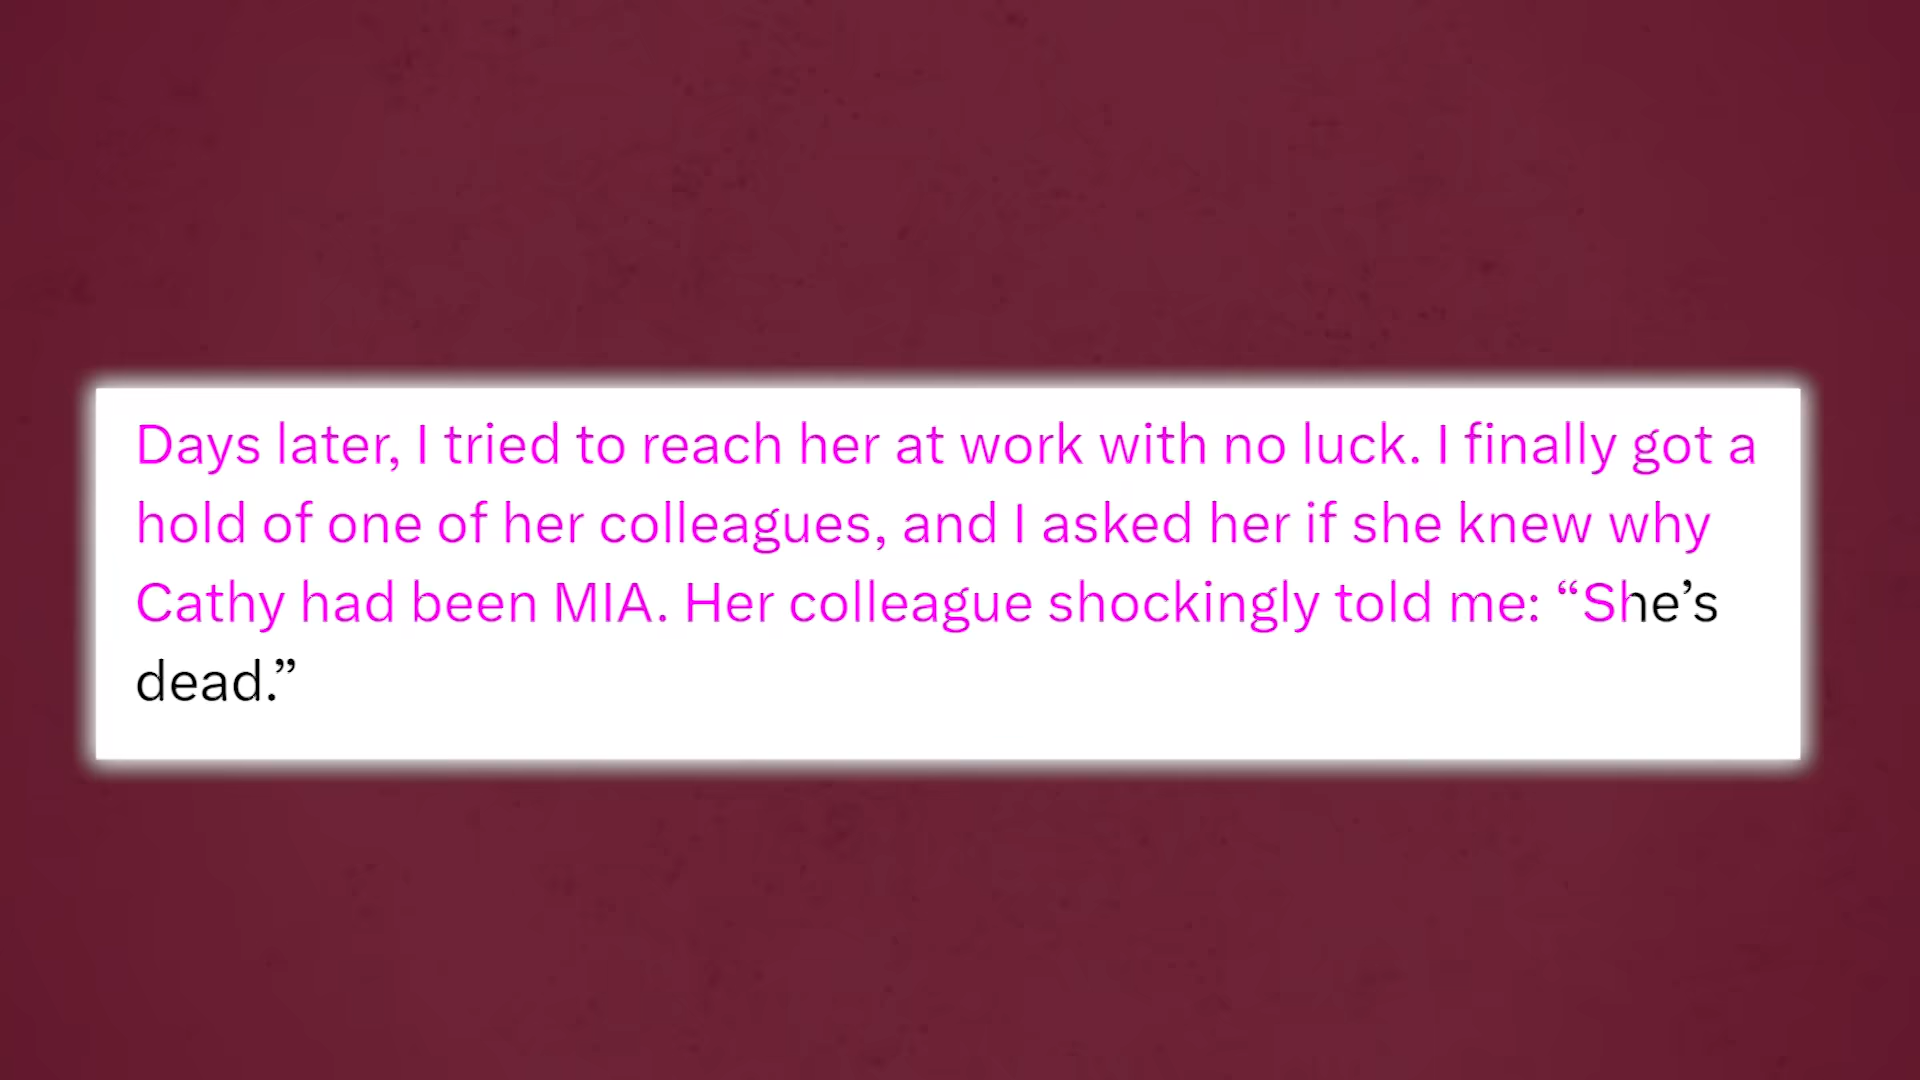 Days later, I tried to reach her at work with no luck. I finally got a
hold of one of her colleagues, and I asked her if she knew why
Cathy had been MIA. Her colleague shockingly told me: “She’s
dead.”